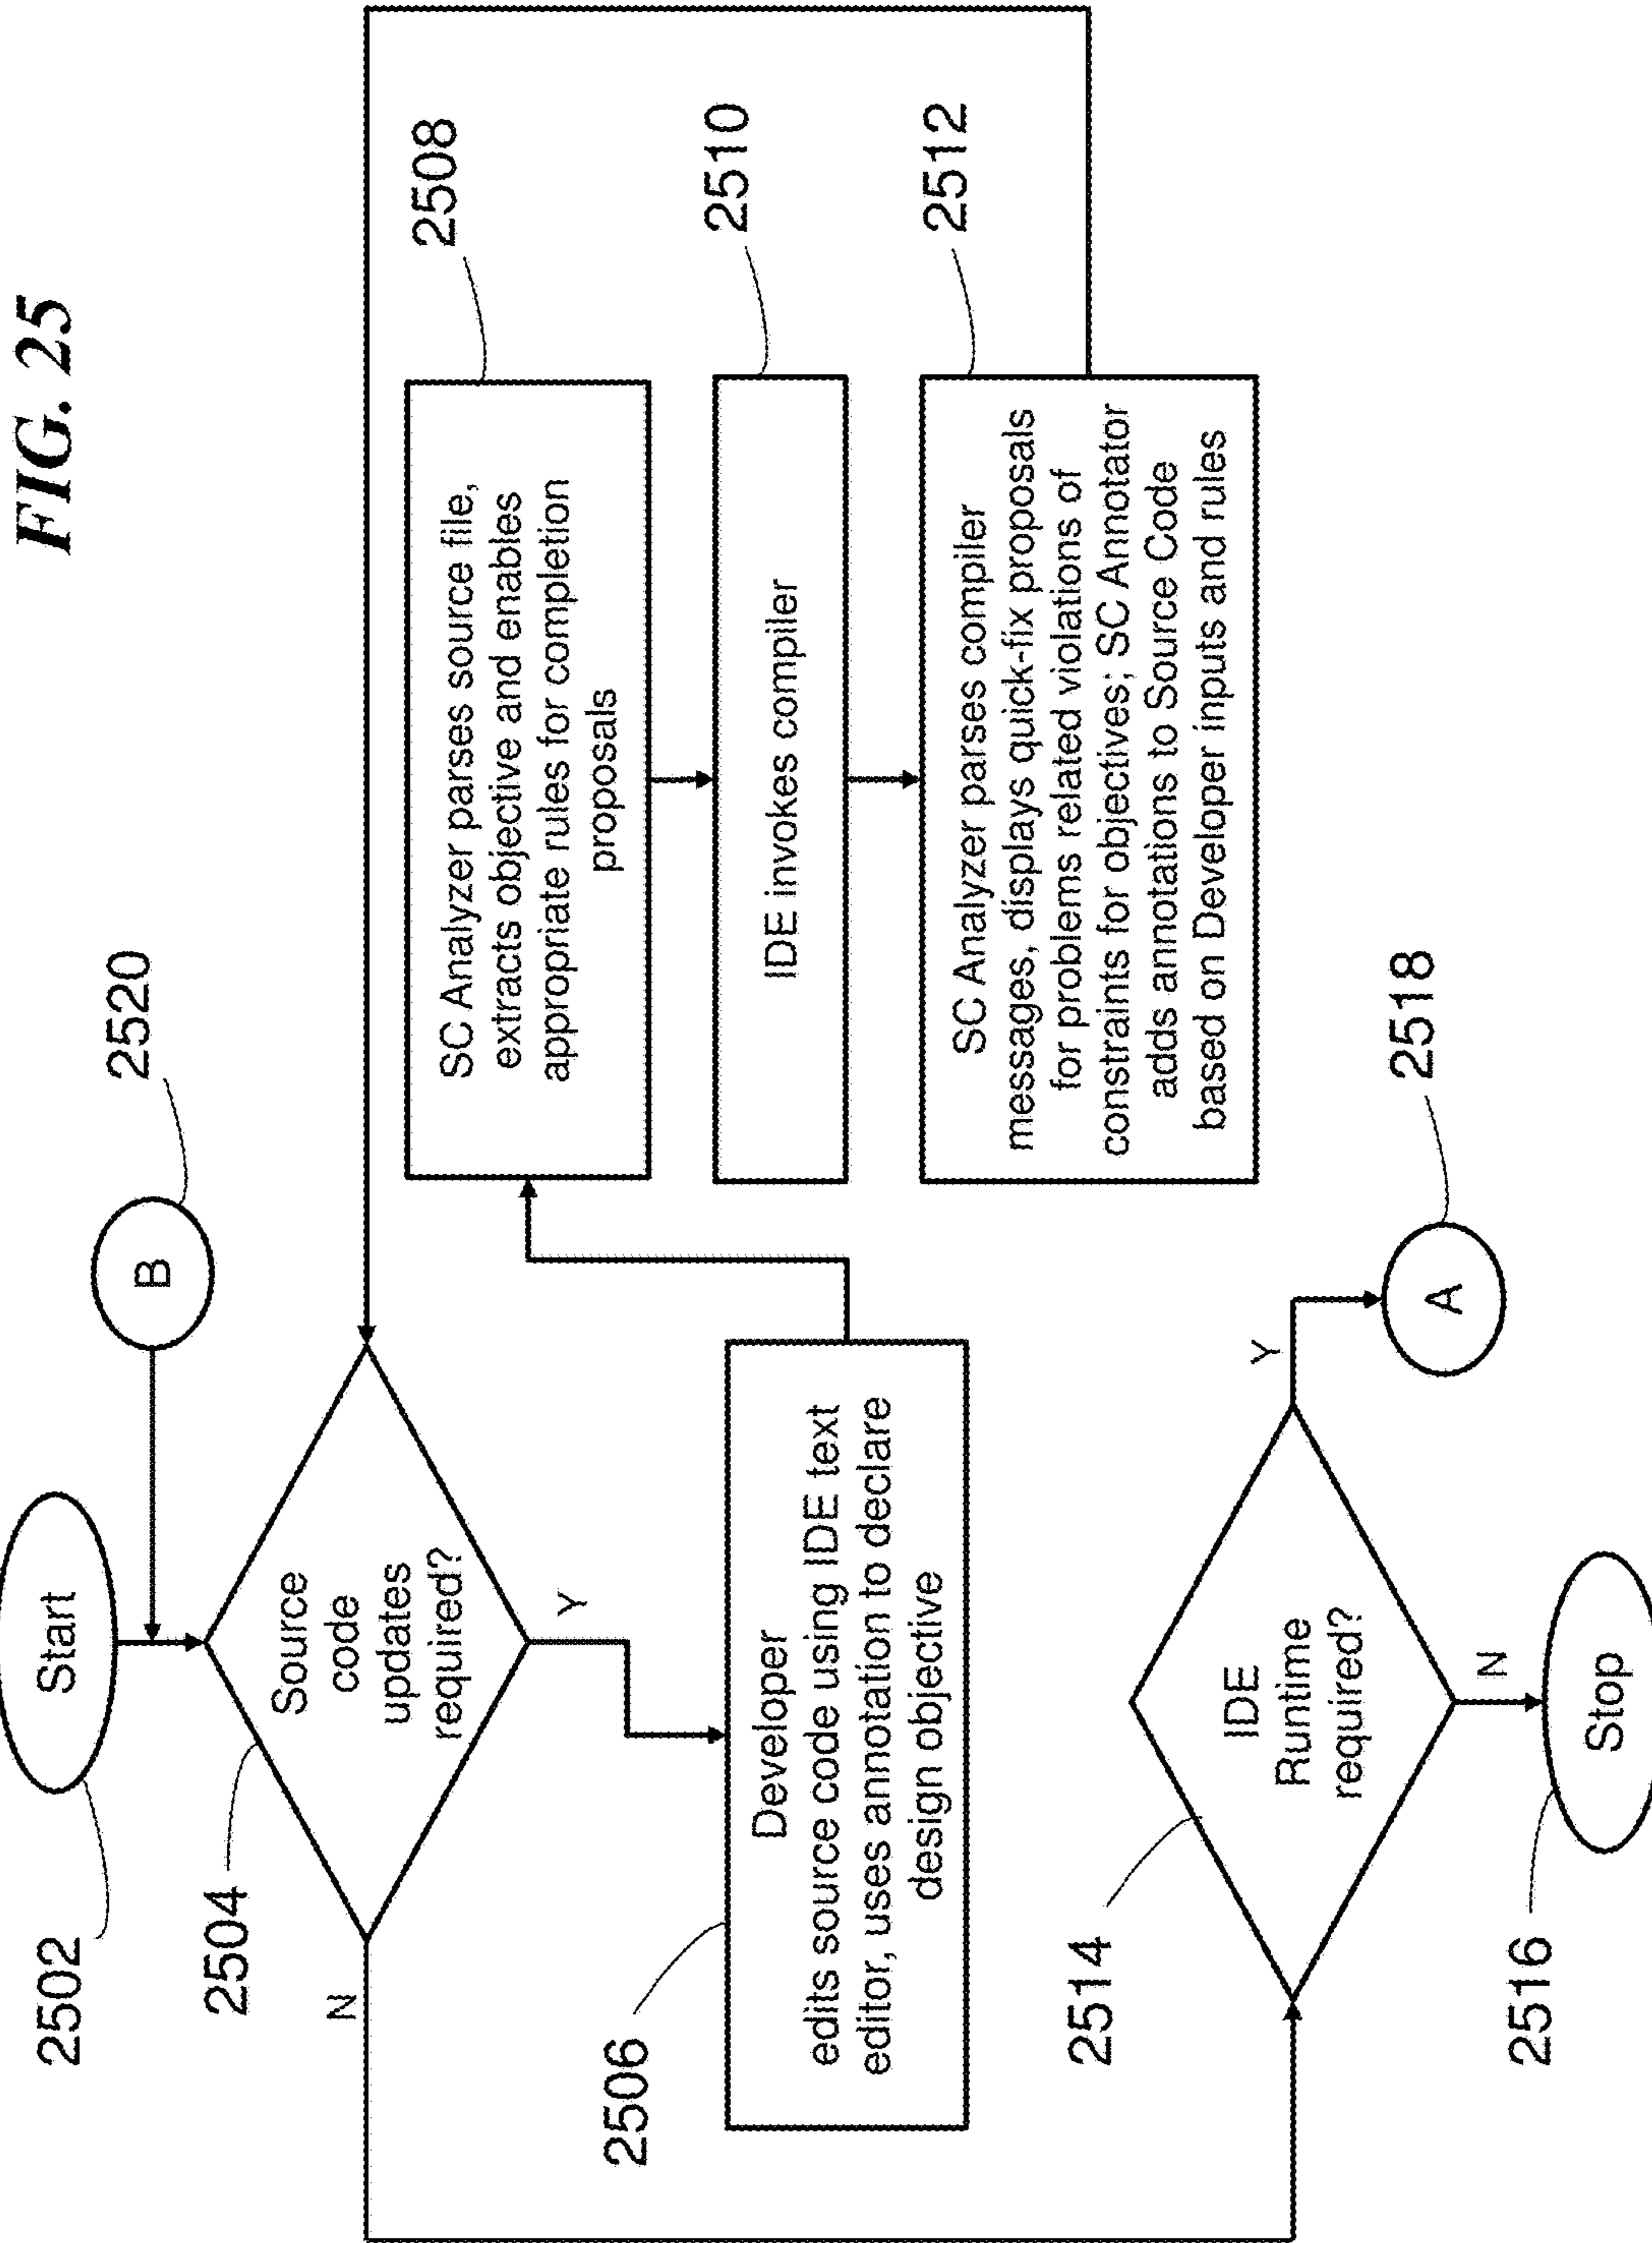 FIG. 25
2502
Start
2520
B
2504
Source
code
updates
required?
N
Y
2506
Developer
edits source code using IDE text
editor, uses annotation to declare
design objective
2508
SC Analyzer parses source file,
extracts objective and enables
appropriate rules for completion
proposals
2510
IDE invokes compiler
2512
SC Analyzer parses compiler
messages, displays quick-fix proposals
for problems related violations of
constraints for objectives; SC Annotator
adds annotations to Source Code
based on Developer inputs and rules
2514
IDE
Runtime
required?
Y
N
2518
A
2516
Stop